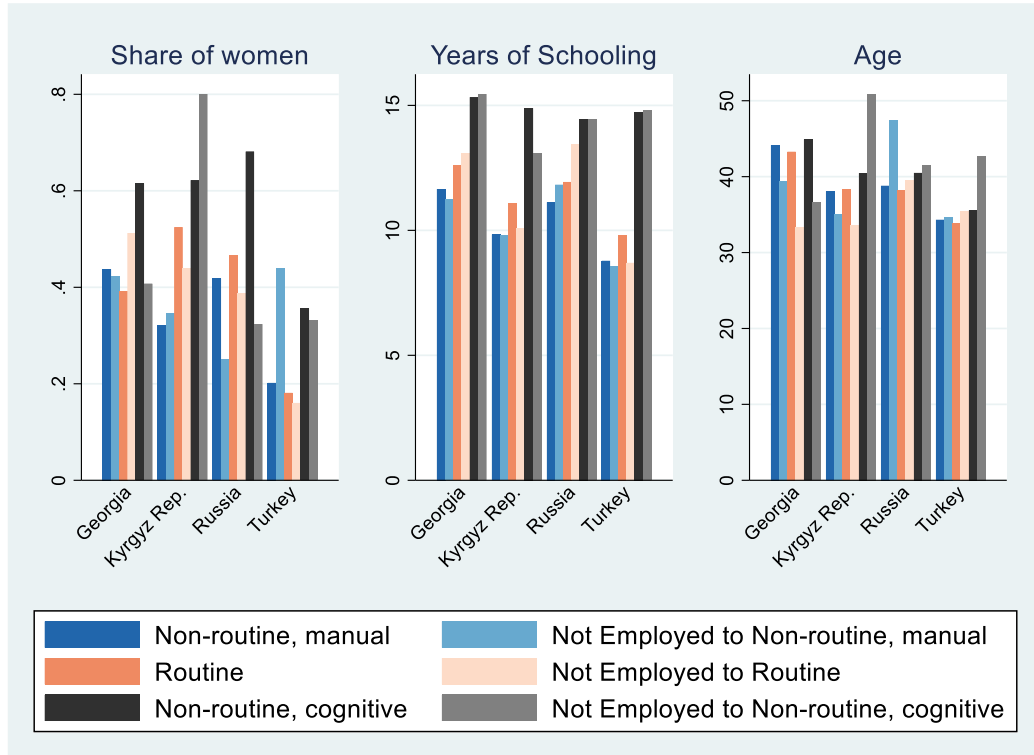 Share of women
Years of Schooling
Age
.8
.6
.4
.2
0
15
10
5
0
50
40
30
20
10
0
Georgia
Kyrgyz Rep.
Russia
Turkey
Georgia
Kyrgyz Rep.
Russia
Turkey
Georgia
Kyrgyz Rep.
Russia
Turkey
Non-routine, manual
Not Employed to Non-routine, manual
Routine
Not Employed to Routine
Non-routine, cognitive
Not Employed to Non-routine, cognitive